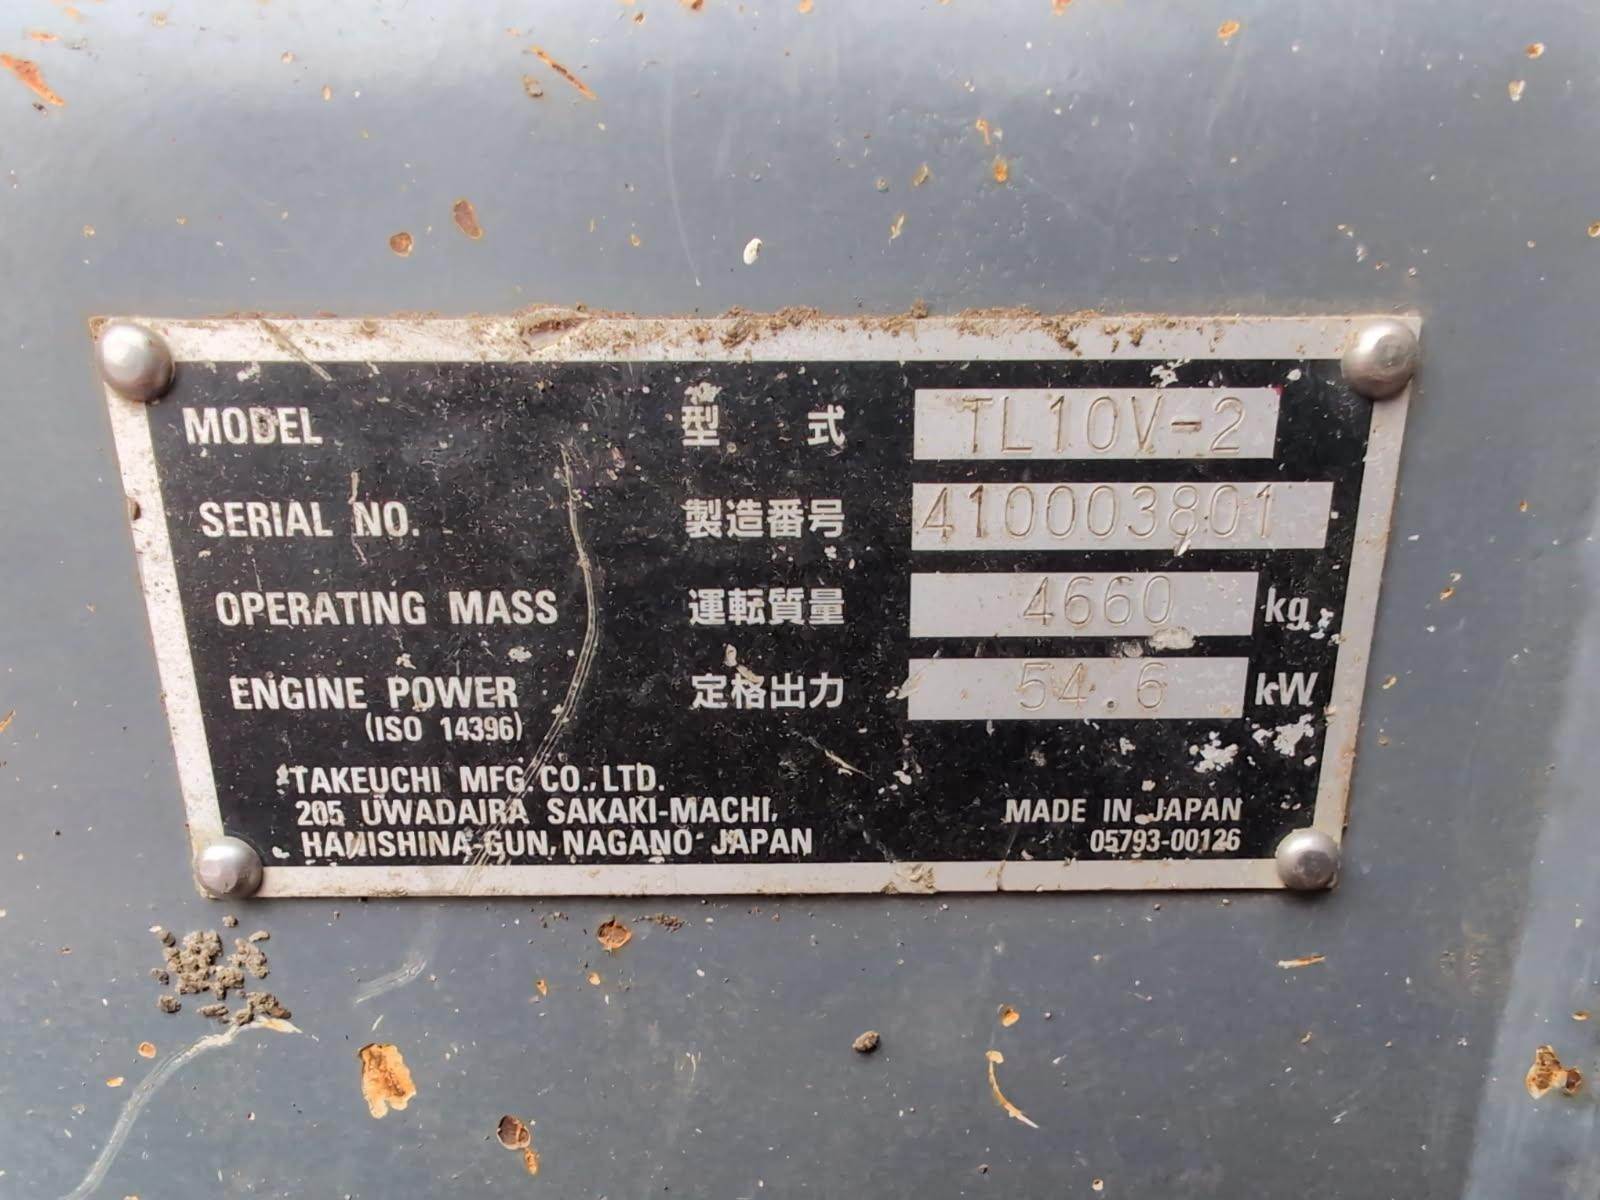 MODEL 型 式 TL10V-2
SERIAL NO. 製造番号 410003801
OPERATING MASS 運転質量 4660 kg
ENGINE POWER 定格出力 54.6 kW
(ISO 14396)
TAKEUCHI MFG CO., LTD.
205 UWADAIRA SAKAKI-MACHI,
HANISHINA-GUN, NAGANO JAPAN
MADE IN JAPAN
05793-00126